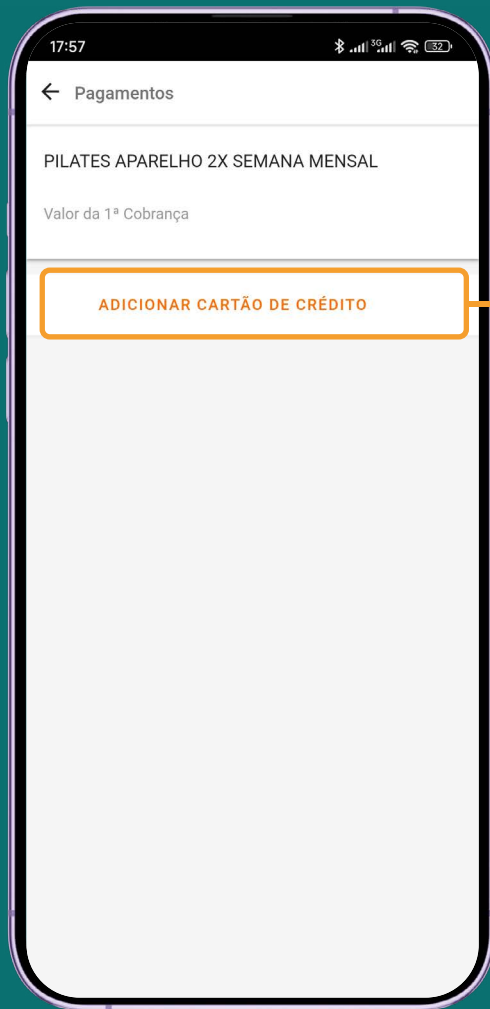 17:57
3G
32
Pagamentos
PILATES APARELHO 2X SEMANA MENSAL
Valor da 1ª Cobrança
ADICIONAR CARTÃO DE CRÉDITO